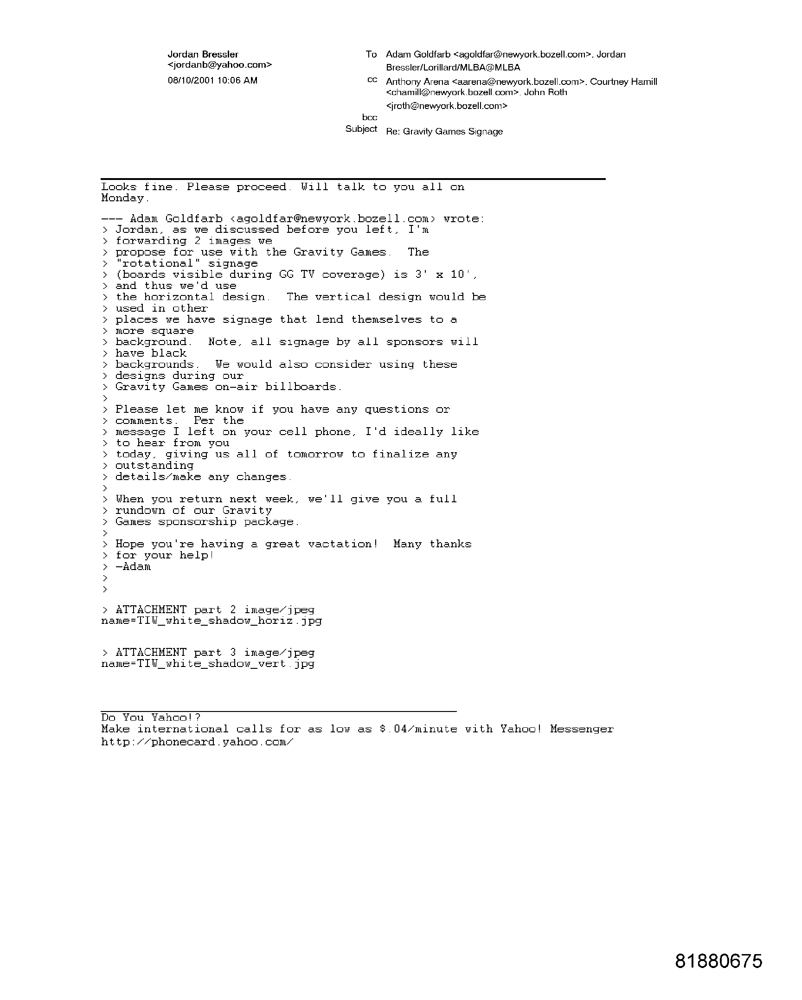 Jordan Bressler
<jordanb@yahoo.com>
08/10/2001 10:06 AM
To Adam Goldfarb <agoldfar@newyork.bozell.com>, Jordan
Bressler/Lorillard/MLBA@MLBA
cc Anthony Arena <aarena@newyork.bozell.com>, Courtney Hamill
<chamill@newyork.bozell.com>, John Roth
<jroth@newyork.bozell.com>
bcc
Subject Re: Gravity Games Signage
Looks fine. Please proceed. Will talk to you all on
Monday.
--- Adam Goldfarb <agoldfar@newyork.bozell.com> wrote:
> Jordan, as we discussed before you left, I'm
> forwarding 2 images we
> propose for use with the Gravity Games. The
> "rotational" signage
> (boards visible during GG TV coverage) is 3' x 10',
> and thus we'd use
> the horizontal design. The vertical design would be
> used in other
> places we have signage that lend themselves to a
> more square
> background. Note, all signage by all sponsors will
> have black
> backgrounds. We would also consider using these
> designs during our
> Gravity Games on-air billboards.
>
> Please let me know if you have any questions or
> comments. Per the
> message I left on your cell phone, I'd ideally like
> to hear from you
> today, giving us all of tomorrow to finalize any
> outstanding
> details/make any changes.
>
> When you return next week, we'll give you a full
> rundown of our Gravity
> Games sponsorship package.
>
> Hope you're having a great vactation! Many thanks
> for your help!
> -Adam
>
>
> ATTACHMENT part 2 image/jpeg
name=TIW_white_shadow_horiz.jpg
> ATTACHMENT part 3 image/jpeg
name=TIW_white_shadow_vert.jpg
Do You Yahoo!?
Make international calls for as low as $.04/minute with Yahoo! Messenger
http://phonecard.yahoo.com/
81880675